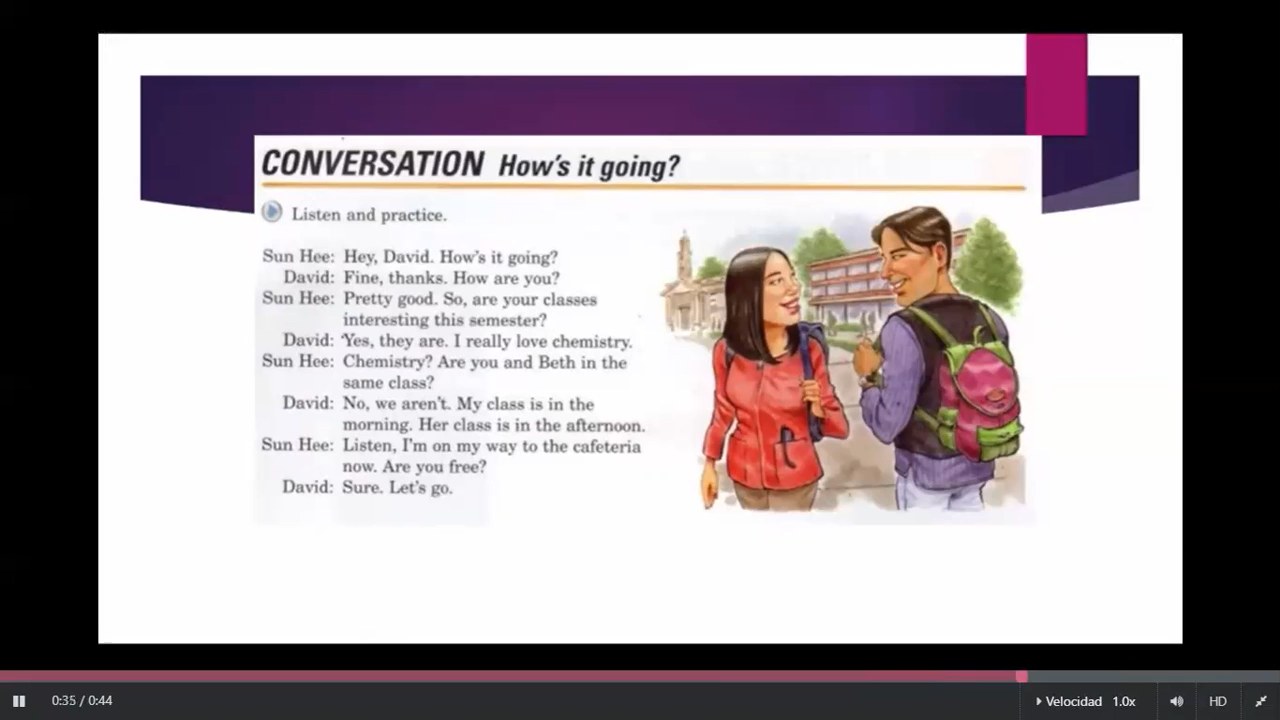 CONVERSATION How's it going?
Listen and practice.
Sun Hee: Hey, David. How's it going?
David: Fine, thanks. How are you?
Sun Hee: Pretty good. So, are your classes
interesting this semester?
David: Yes, they are. I really love chemistry.
Sun Hee: Chemistry? Are you and Beth in the
same class?
David: No, we aren't. My class is in the
morning. Her class is in the afternoon.
Sun Hee: Listen, I'm on my way to the cafeteria
now. Are you free?
David: Sure. Let's go.
0:35 / 0:44
Velocidad 1.0x
HD